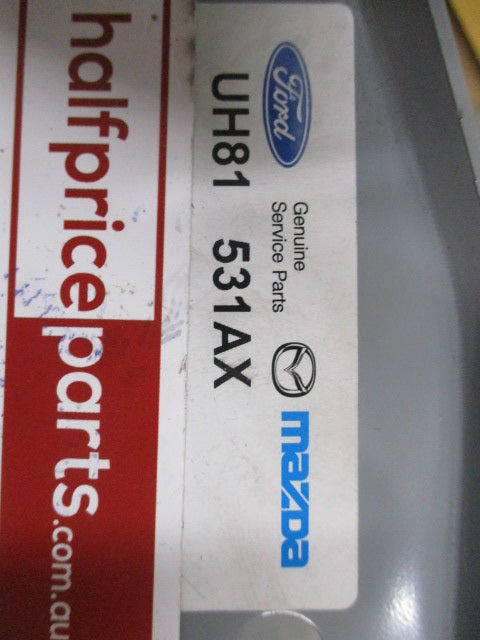 Ford
Genuine
Service Parts
mazda
UH81 531AX
halfpriceparts.com.au